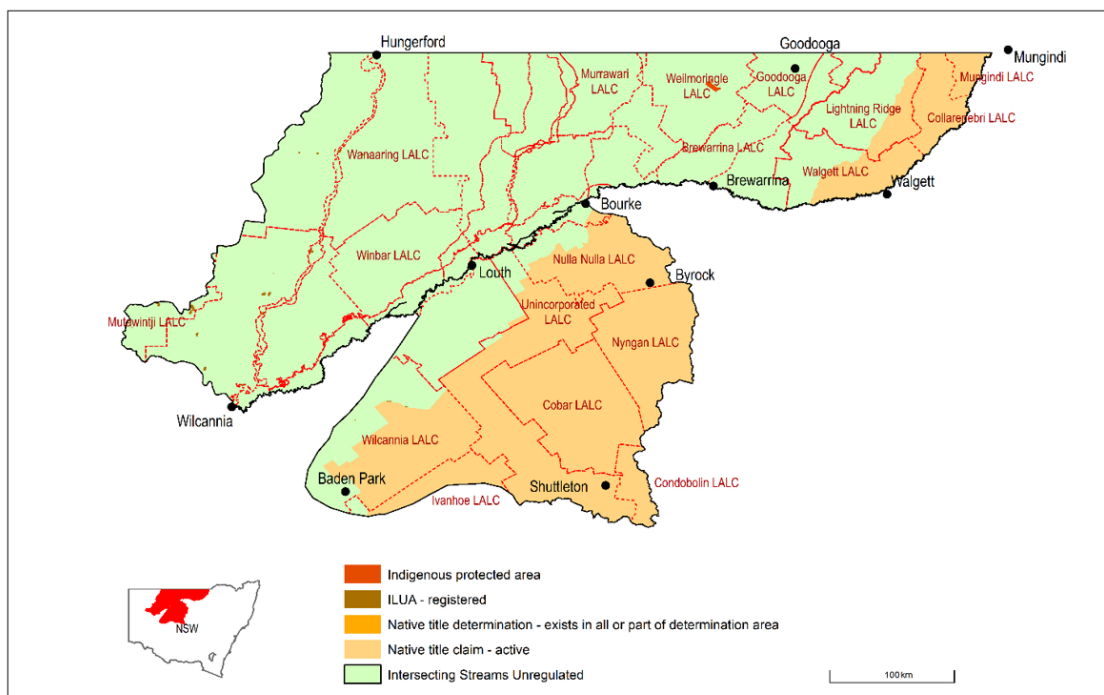 Hungerford
Goodooga
Mungindi
Murrawari
LALC
Weilmoringle
LALC
Goodooga
LALC
Mungindi LALC
Lightning Ridge
LALC
Collarenebri LALC
Wanaaring LALC
Brewarrina LALC
Walgett LALC
Brewarrina
Walgett
Bourke
Winbar LALC
Louth
Nulla Nulla LALC
Byrock
Unincorporated
LALC
Mutawintji LALC
Nyngan LALC
Cobar LALC
Wilcannia
Wilcannia LALC
Baden Park
Shuttleton
Ivanhoe LALC
Condobolin LALC
NSW
Indigenous protected area
ILUA - registered
Native title determination - exists in all or part of determination area
Native title claim - active
Intersecting Streams Unregulated
100km